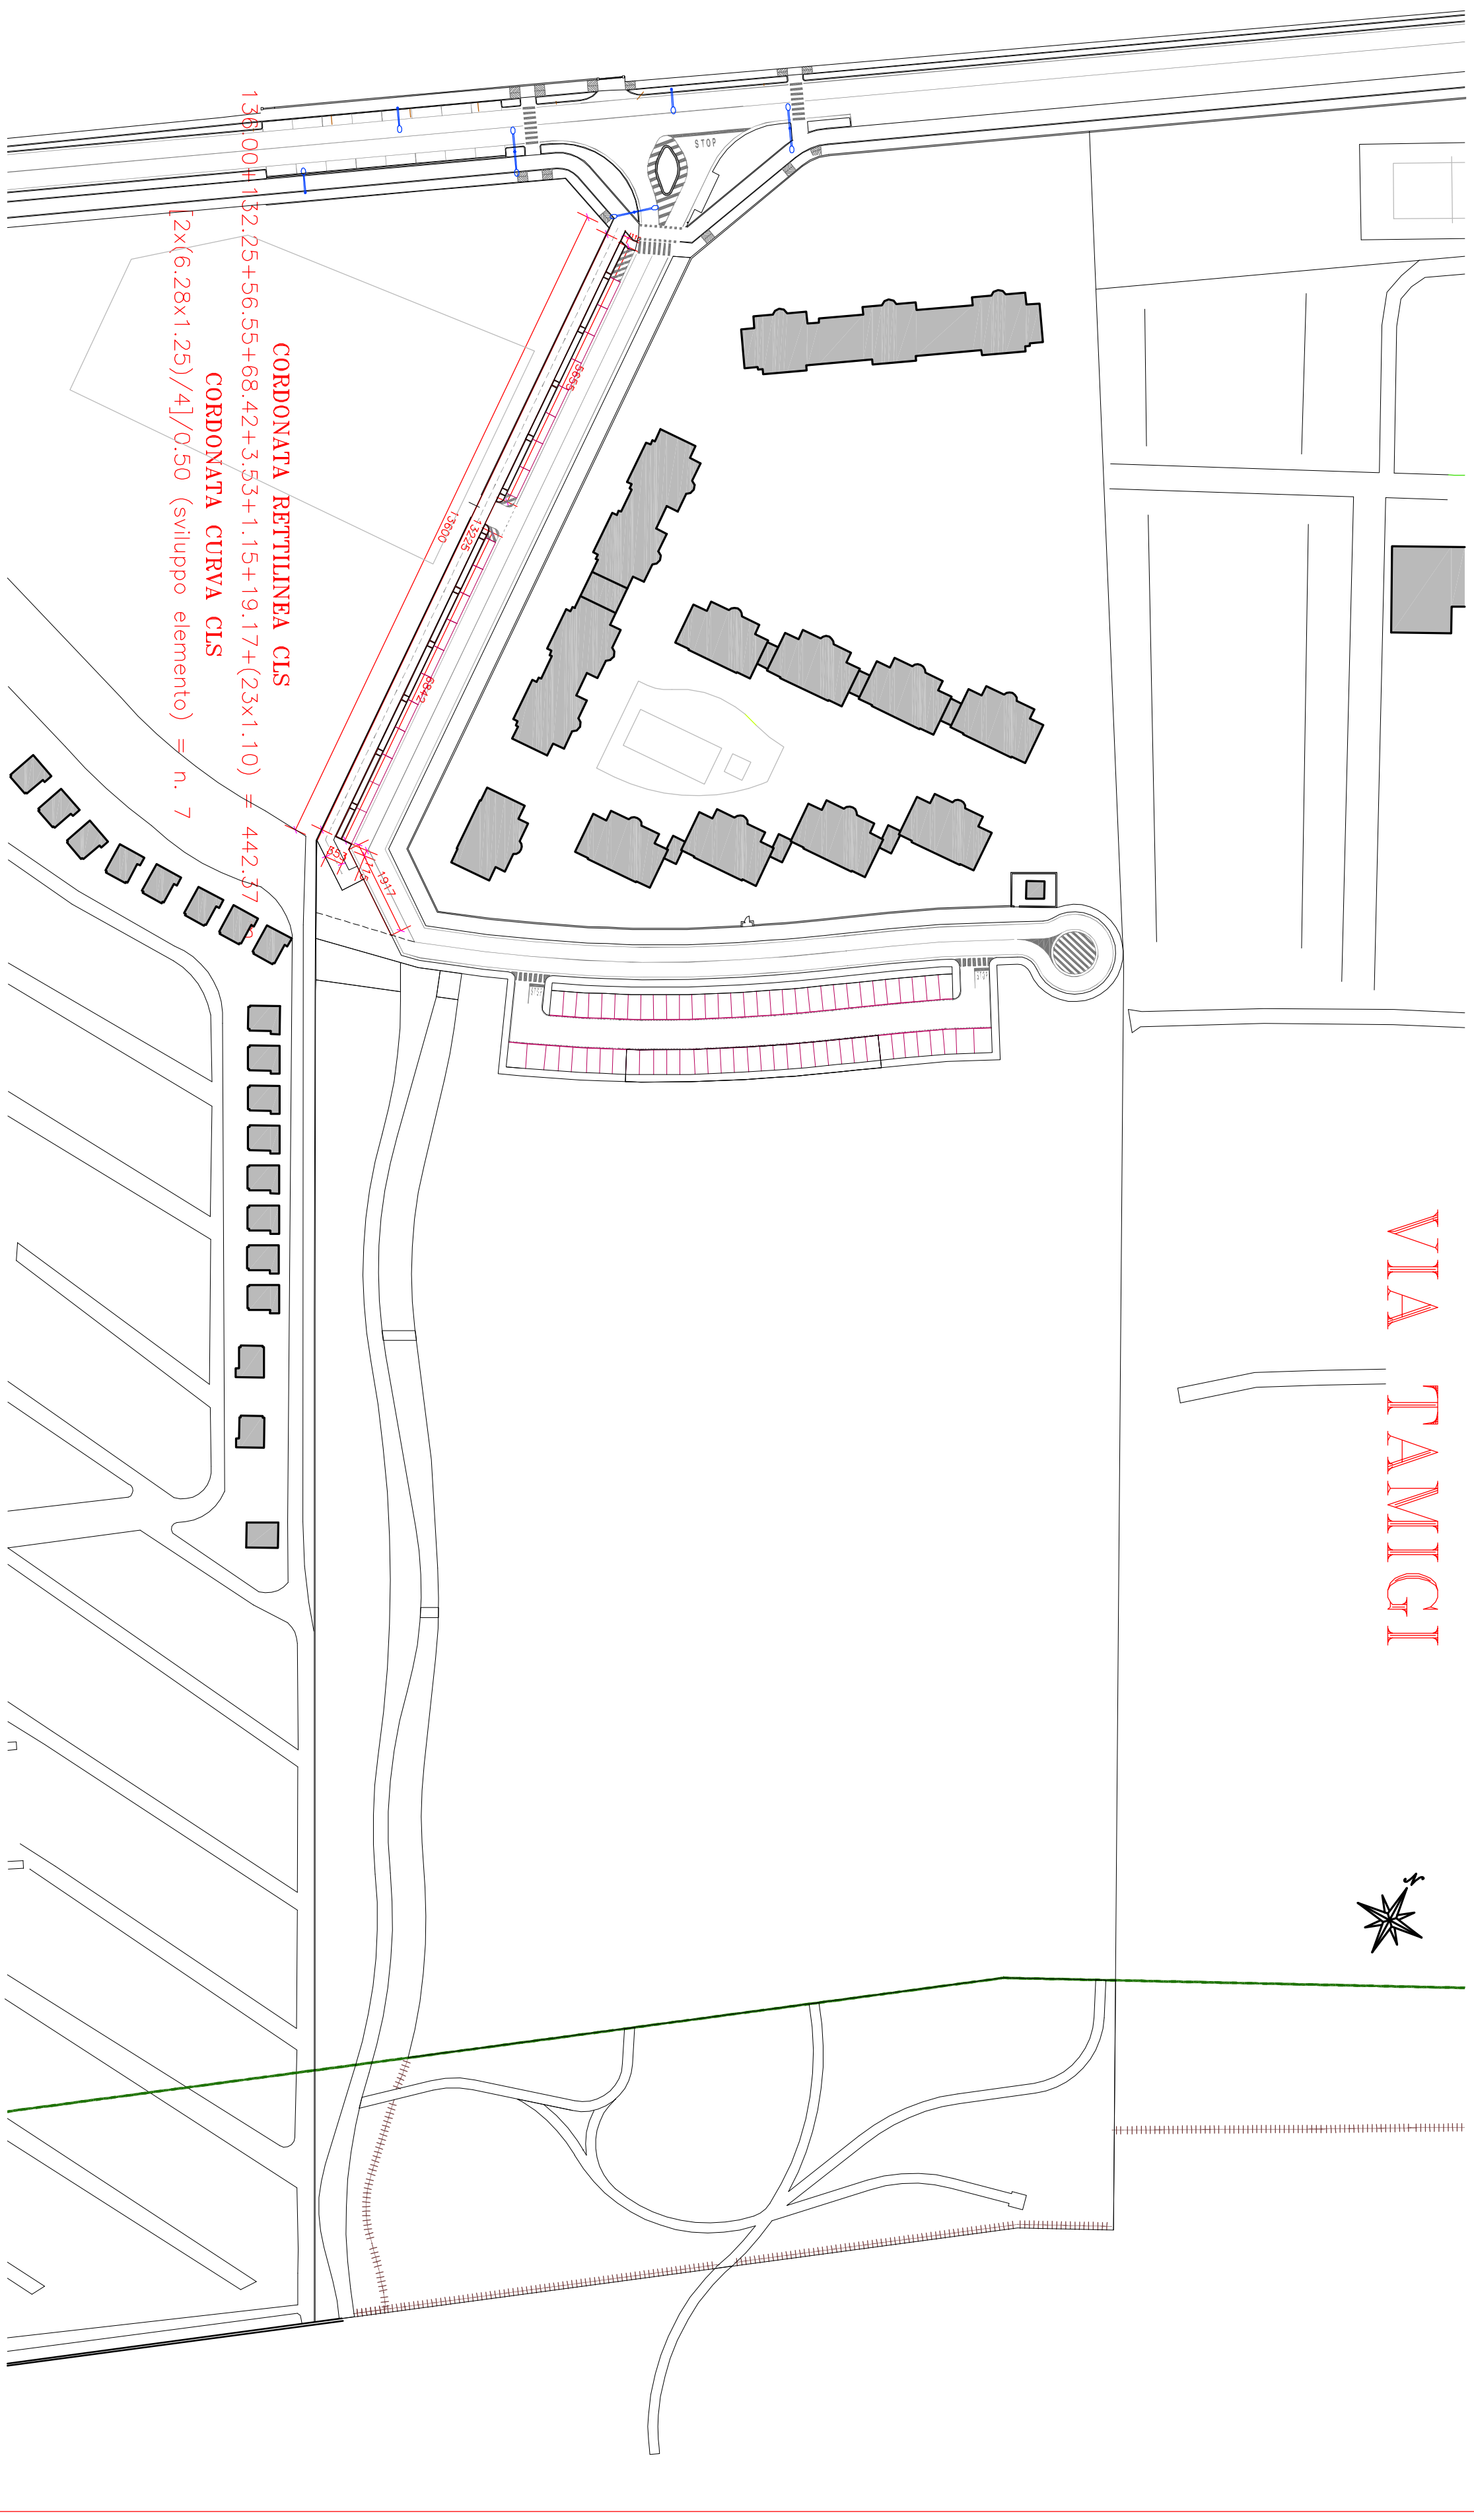 VIA TAMIGI
CORDONATA RETTILINEA CLS
136.00+132.25+56.55+68.42+3.53+1.15+19.17+(23x1.10) = 442.37
CORDONATA CURVA CLS
[2x(6.28x1.25)/4]/0.50 (sviluppo elemento) = n. 7
STOP
5655
13600
13225
6842
353
115
1917
N